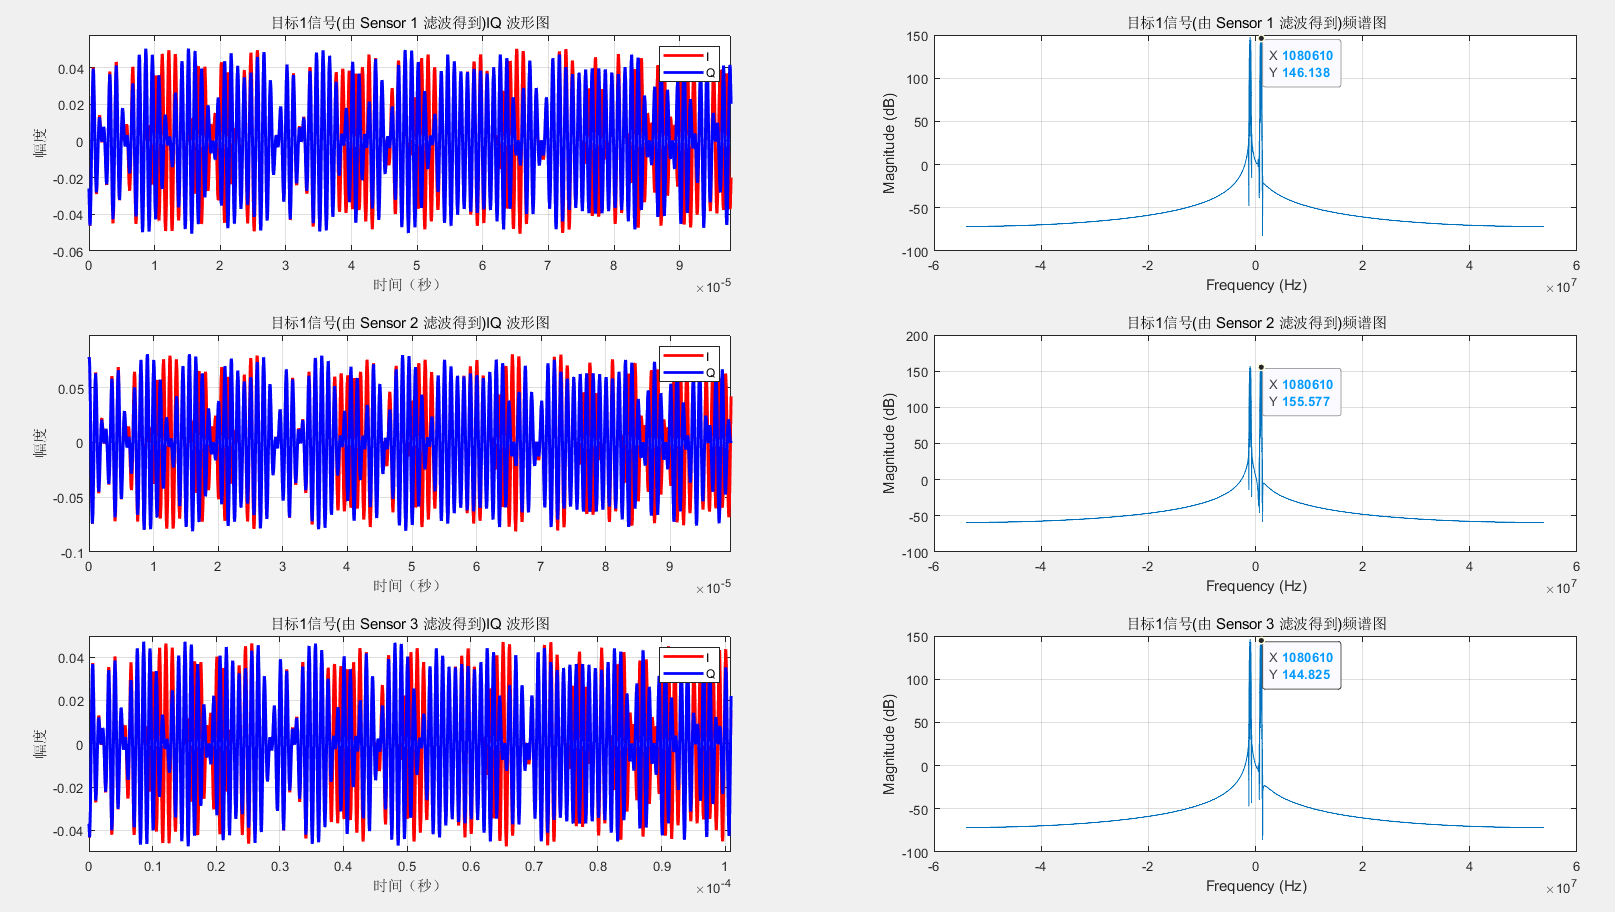 目标1信号(由 Sensor 1 滤波得到)IQ 波形图
I
Q
幅度
0.04
0.02
0
-0.02
-0.04
-0.06
0 1 2 3 4 5 6 7 8 9
时间（秒）
×10-5
目标1信号(由 Sensor 1 滤波得到)频谱图
X 1080610
Y 146.138
Magnitude (dB)
150
100
50
0
-50
-100
-6 -4 -2 0 2 4 6
Frequency (Hz)
×107
目标1信号(由 Sensor 2 滤波得到)IQ 波形图
I
Q
幅度
0.05
0
-0.05
-0.1
0 1 2 3 4 5 6 7 8 9
时间（秒）
×10-5
目标1信号(由 Sensor 2 滤波得到)频谱图
X 1080610
Y 155.577
Magnitude (dB)
200
150
100
50
0
-50
-100
-6 -4 -2 0 2 4 6
Frequency (Hz)
×107
目标1信号(由 Sensor 3 滤波得到)IQ 波形图
I
Q
幅度
0.04
0.02
0
-0.02
-0.04
0 0.1 0.2 0.3 0.4 0.5 0.6 0.7 0.8 0.9 1
时间（秒）
×10-4
目标1信号(由 Sensor 3 滤波得到)频谱图
X 1080610
Y 144.825
Magnitude (dB)
150
100
50
0
-50
-100
-6 -4 -2 0 2 4 6
Frequency (Hz)
×107